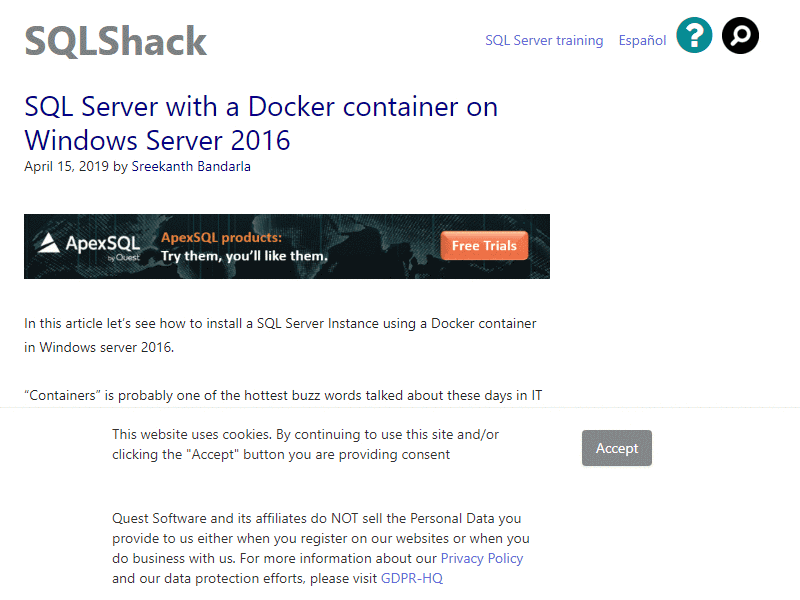 SQLShack
SQL Server training Español ?
SQL Server with a Docker container on
Windows Server 2016
April 15, 2019 by Sreekanth Bandarla
ApexSQL
by Quest
ApexSQL products:
Try them, you'll like them.
Free Trials
In this article let's see how to install a SQL Server Instance using a Docker container
in Windows server 2016.
“Containers” is probably one of the hottest buzz words talked about these days in IT
This website uses cookies. By continuing to use this site and/or
clicking the "Accept" button you are providing consent
Accept
Quest Software and its affiliates do NOT sell the Personal Data you
provide to us either when you register on our websites or when you
do business with us. For more information about our Privacy Policy
and our data protection efforts, please visit GDPR-HQ